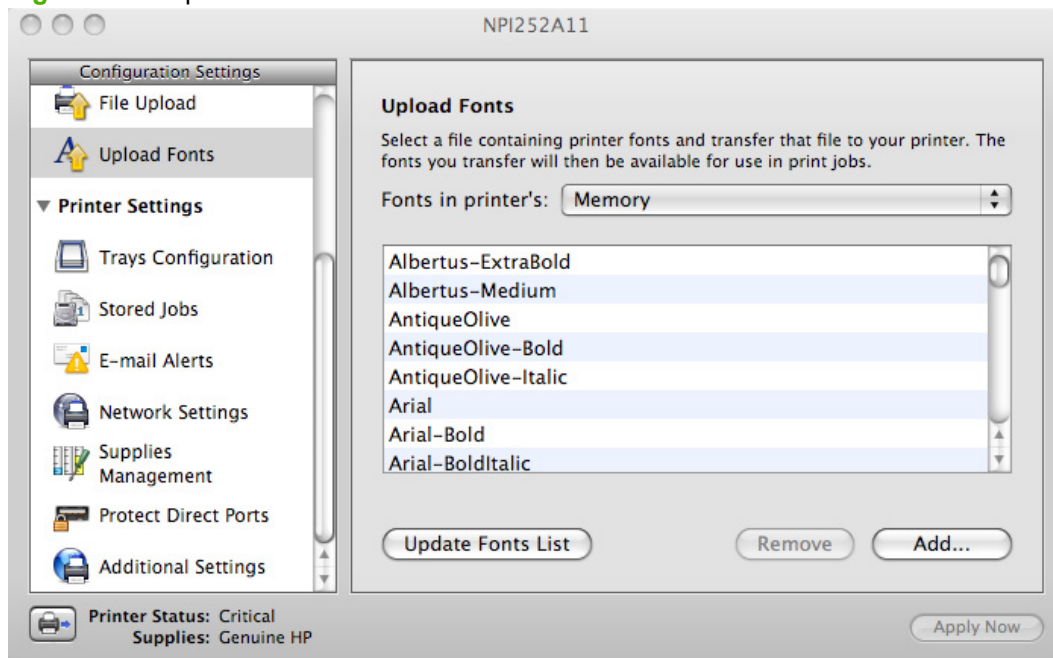 NPI252A11
Configuration Settings
File Upload
Upload Fonts
Printer Settings
Trays Configuration
Stored Jobs
E-mail Alerts
Network Settings
Supplies
Management
Protect Direct Ports
Additional Settings
Upload Fonts
Select a file containing printer fonts and transfer that file to your printer. The
fonts you transfer will then be available for use in print jobs.
Fonts in printer's: Memory
Albertus-ExtraBold
Albertus-Medium
AntiqueOlive
AntiqueOlive-Bold
AntiqueOlive-Italic
Arial
Arial-Bold
Arial-BoldItalic
Update Fonts List
Remove
Add...
Printer Status: Critical
Supplies: Genuine HP
Apply Now